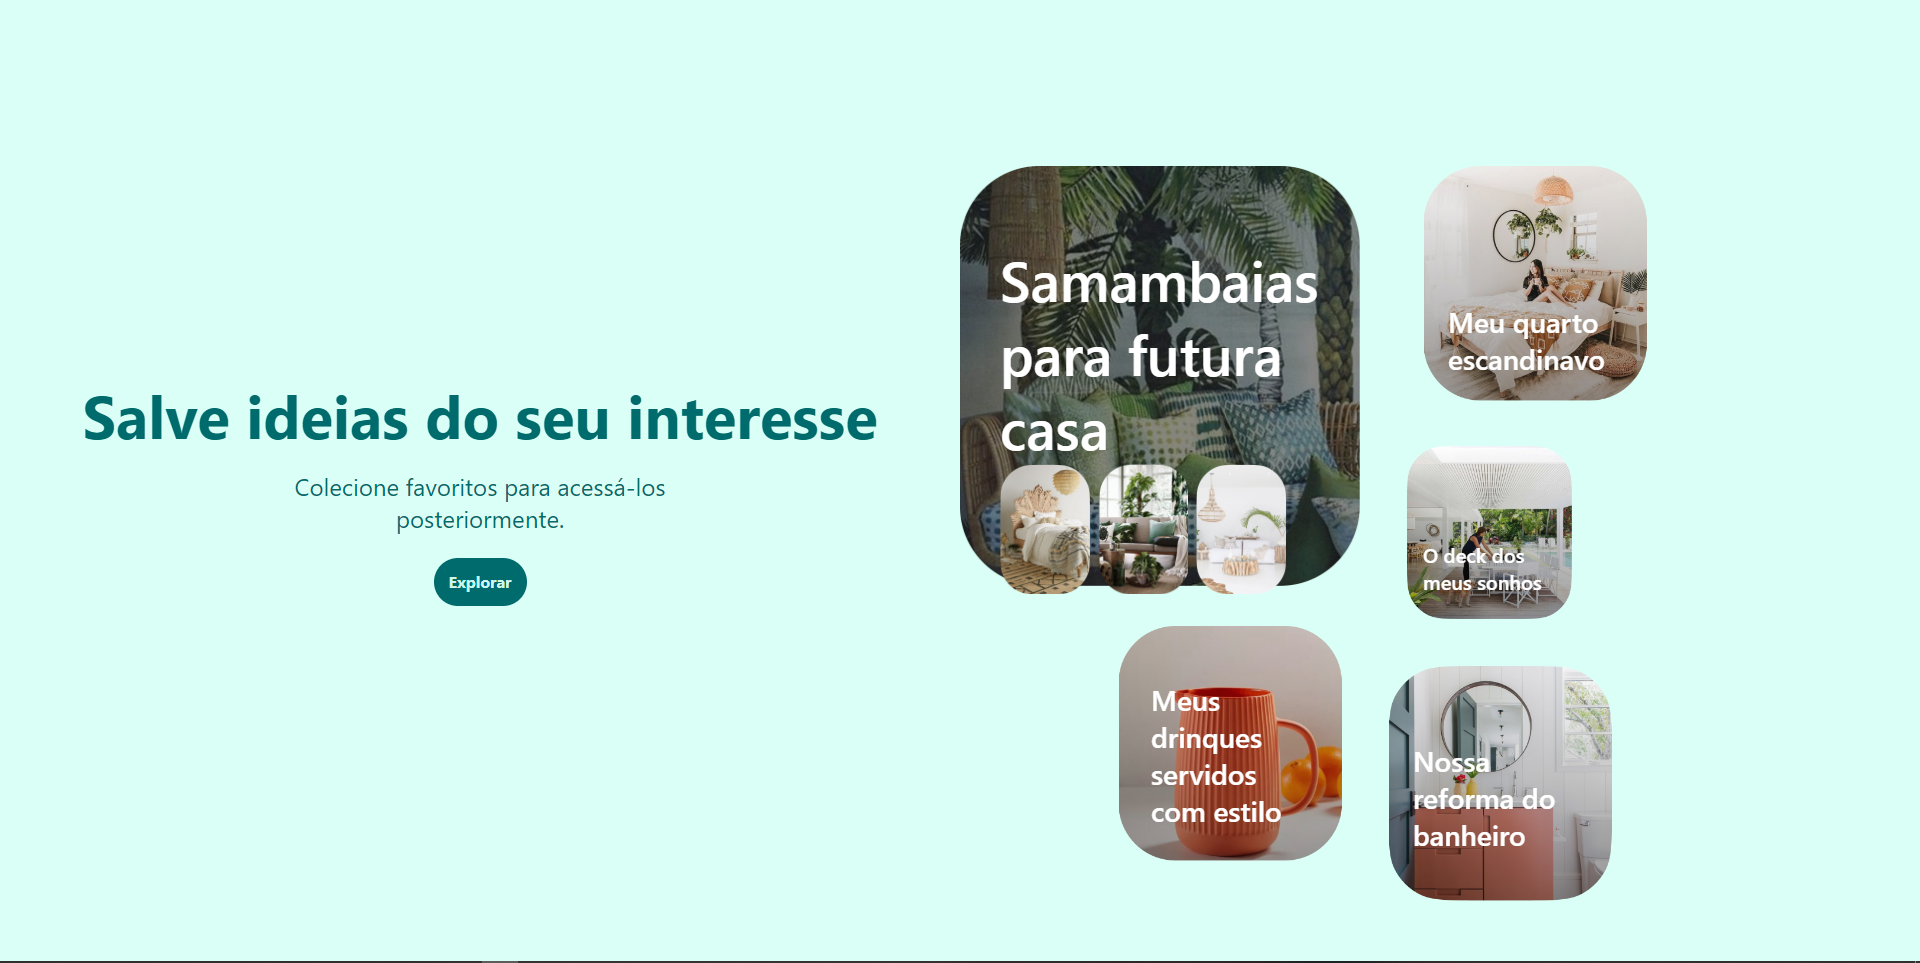 Salve ideias do seu interesse
Colecione favoritos para acessá-los
posteriormente.
Explorar
Samambaias
para futura
casa
Meu quarto
escandinavo
O deck dos
meus sonhos
Meus
drinques
servidos
com estilo
Nossa
reforma do
banheiro